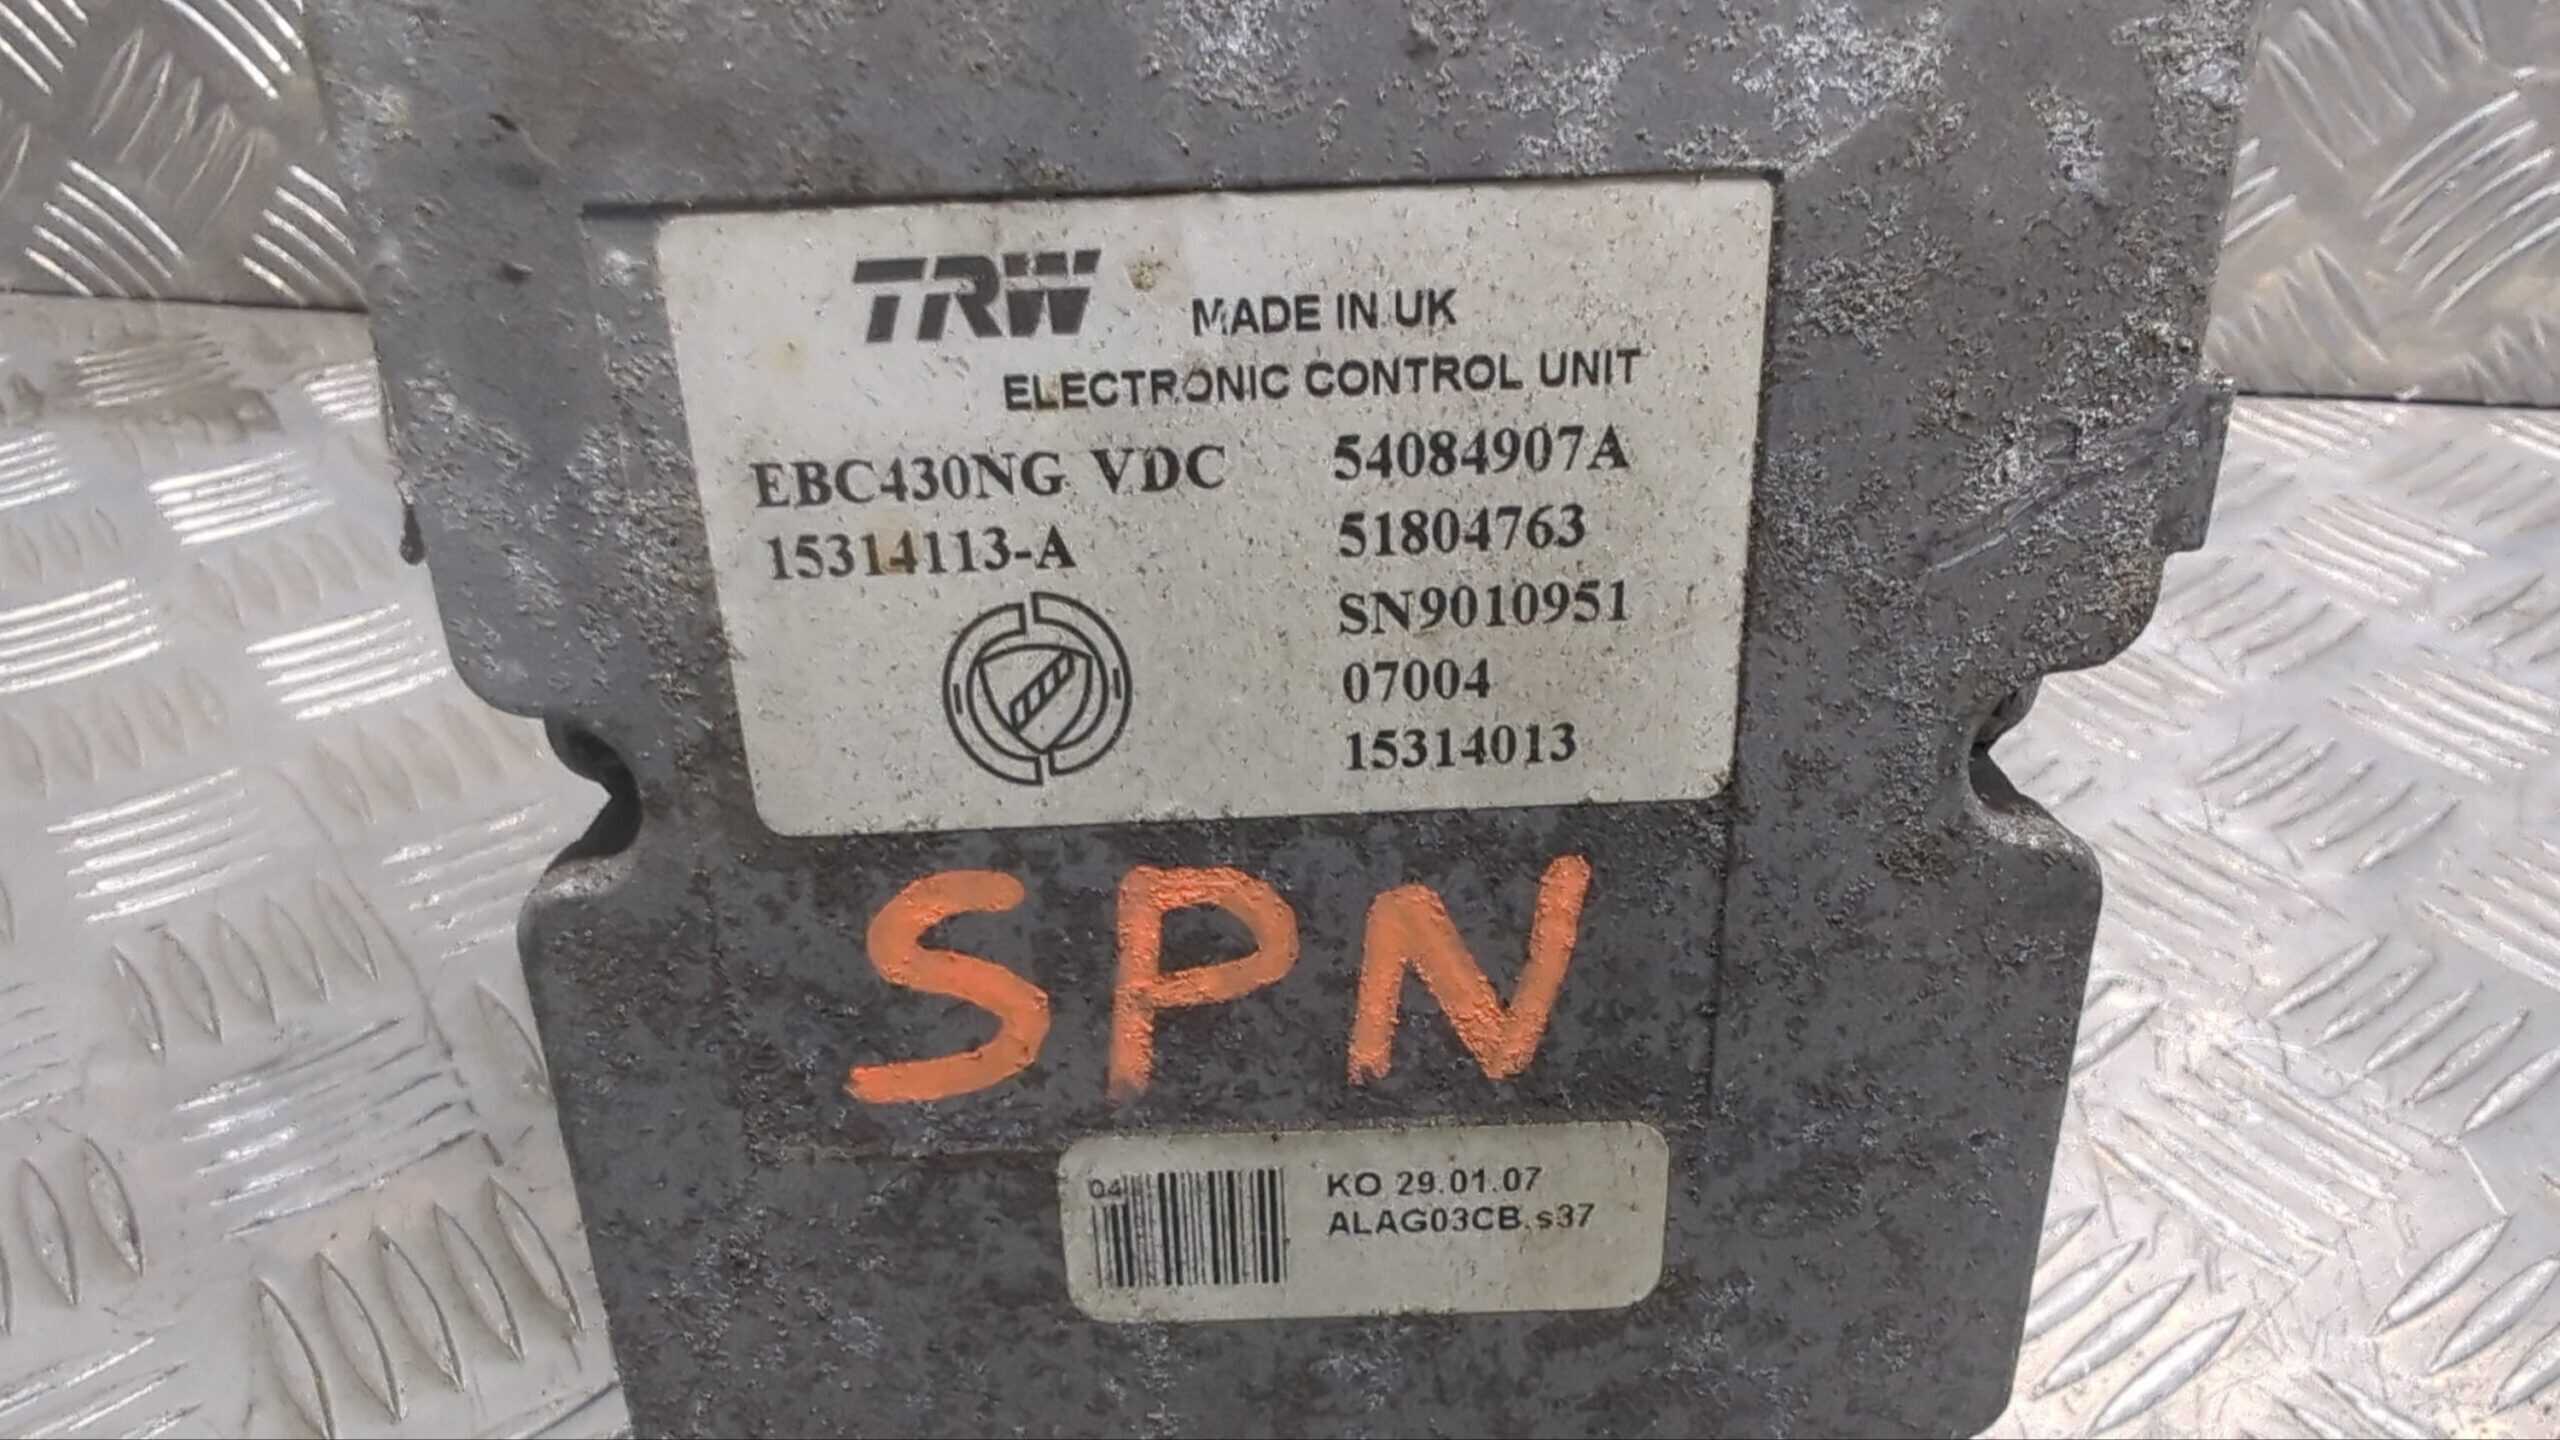 TRW MADE IN UK
ELECTRONIC CONTROL UNIT
EBC430NG VDC 54084907A
15314113-A 51804763
SN9010951
07004
15314013
SPN
04
KO 29.01.07
ALAG03CB.s37